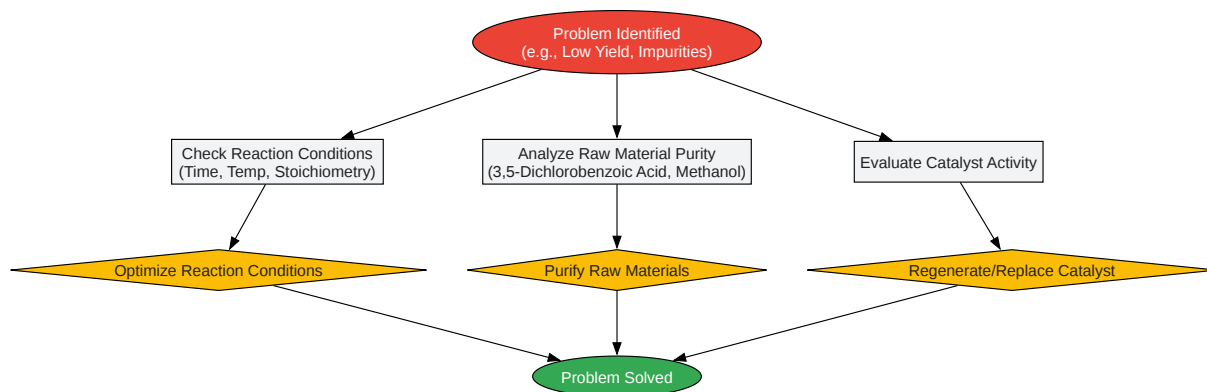 Problem Identified
(e.g., Low Yield, Impurities)
Check Reaction Conditions
(Time, Temp, Stoichiometry)
Analyze Raw Material Purity
(3,5-Dichlorobenzoic Acid, Methanol)
Evaluate Catalyst Activity
Optimize Reaction Conditions
Purify Raw Materials
Regenerate/Replace Catalyst
Problem Solved